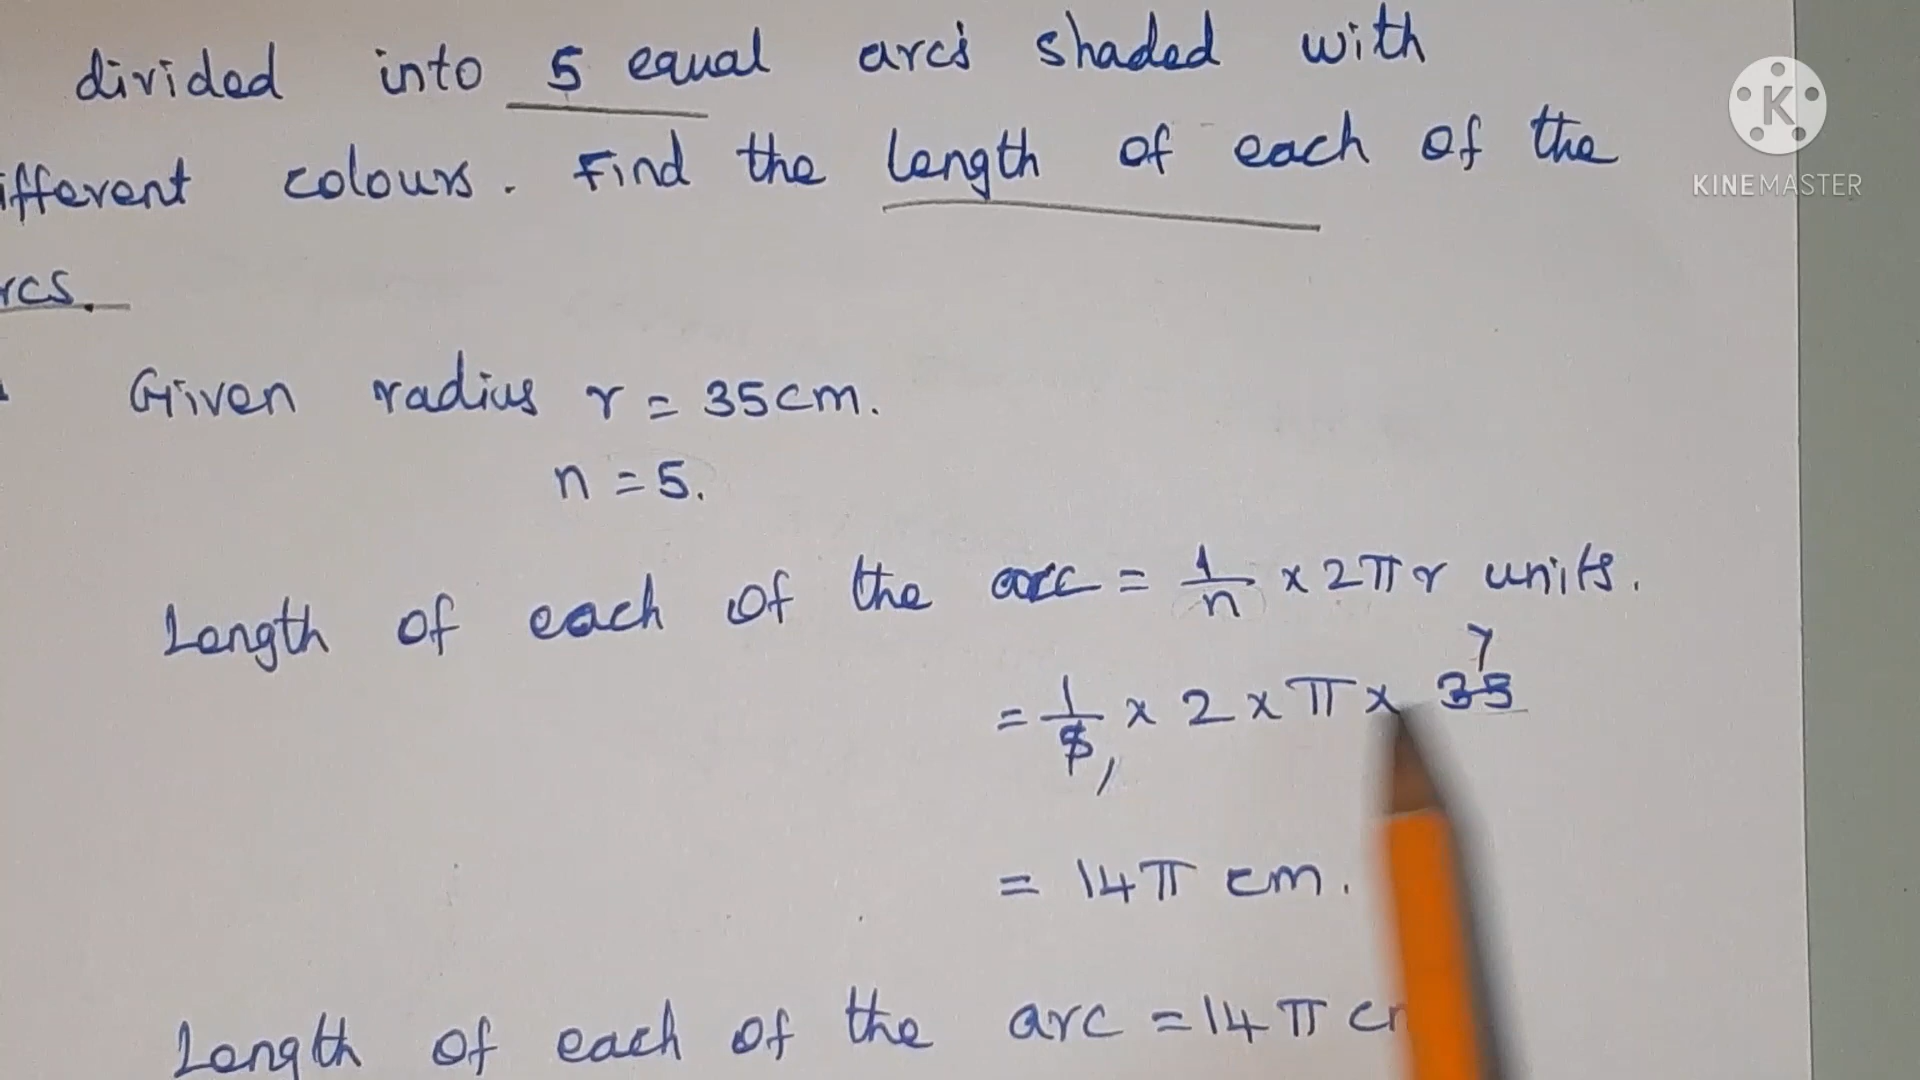 divided into 5 equal arcs shaded with
ifferent colours. Find the length of each of the
rcs.
Given radius r = 35cm.
n = 5.
Length of each of the arc = 1/n × 2πr units.
7
= 1/5 × 2 × π × 35
= 14π cm.
Length of each of the arc = 14π c
K
KINEMASTER